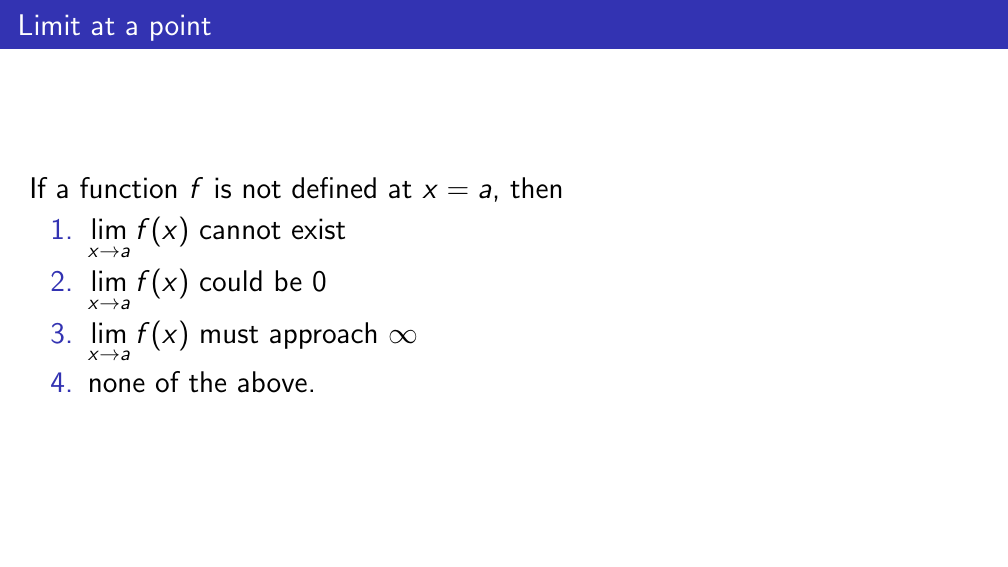 Limit at a point
If a function f is not defined at x = a, then
1. lim f(x) cannot exist
x→a
2. lim f(x) could be 0
x→a
3. lim f(x) must approach ∞
x→a
4. none of the above.